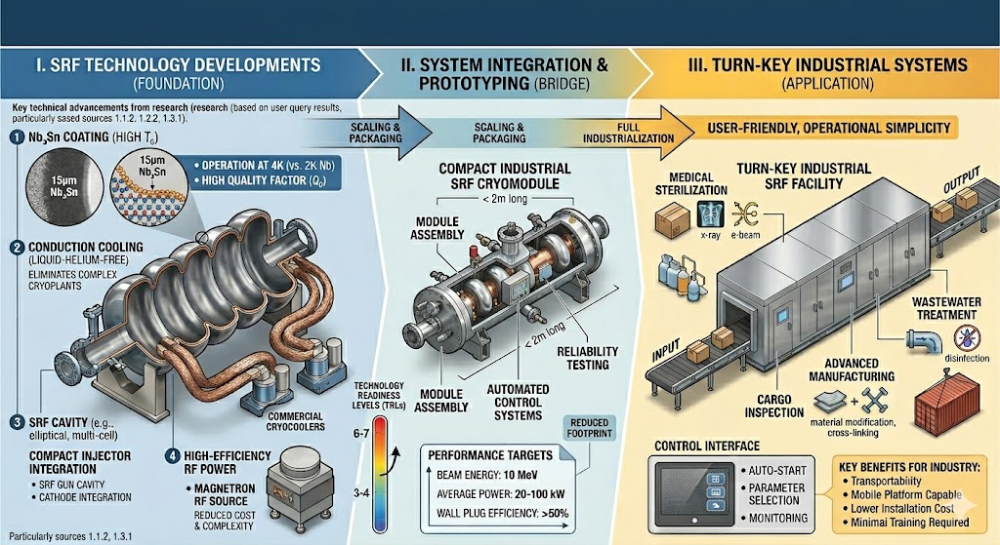 I. SRF TECHNOLOGY DEVELOPMENTS
(FOUNDATION)
Key technical advancements from research (research (based on user query results,
particularly sased sources 1.1.2. 1.2.2, 1.3.1).
1 Nb₃Sn COATING (HIGH T꜀)
15μm
Nb₃Sn
15μm
Nb₃Sn
• OPERATION AT 4K (vs. 2K Nb)
• HIGH QUALITY FACTOR (Q₀)
2 CONDUCTION COOLING
(LIQUID-HELIUM-FREE)
ELIMINATES COMPLEX
CRYOPLANTS
COMMERCIAL
CRYOCOOLERS
3 SRF CAVITY (e.g.,
elliptical, multi-cell)
COMPACT INJECTOR
INTEGRATION
• SRF GUN CAVITY
• CATHODE INTEGRATION
4 HIGH-EFFICIENCY
RF POWER
• MAGNETRON
RF SOURCE
REDUCED COST
& COMPLEXITY
Particularly sources 1.1.2, 1.3.1
SCALING &
PACKAGING
II. SYSTEM INTEGRATION &
PROTOTYPING (BRIDGE)
SCALING &
PACKAGING
FULL
INDUSTRIALIZATION
COMPACT INDUSTRIAL
SRF CRYOMODULE
< 2m long
MODULE
ASSEMBLY
< 2m long
RELIABILITY
TESTING
MODULE
ASSEMBLY
AUTOMATED
CONTROL
SYSTEMS
TECHNOLOGY
READINESS
LEVELS (TRLs)
6-7
3-4
REDUCED
FOOTPRINT
PERFORMANCE TARGETS
BEAM ENERGY: 10 MeV
AVERAGE POWER: 20-100 kW
WALL PLUG EFFICIENCY: >50%
III. TURN-KEY INDUSTRIAL SYSTEMS
(APPLICATION)
USER-FRIENDLY, OPERATIONAL SIMPLICITY
MEDICAL
STERILIZATION
x-ray
e-beam
TURN-KEY INDUSTRIAL
SRF FACILITY
OUTPUT
INPUT
WASTEWATER
TREATMENT
disinfection
ADVANCED
MANUFACTURING
material modification,
cross-linking
CARGO
INSPECTION
CONTROL INTERFACE
• AUTO-START
• PARAMETER
SELECTION
• MONITORING
KEY BENEFITS FOR INDUSTRY:
• Transportability
• Mobile Platform Capable
• Lower Installation Cost
• Minimal Training Required